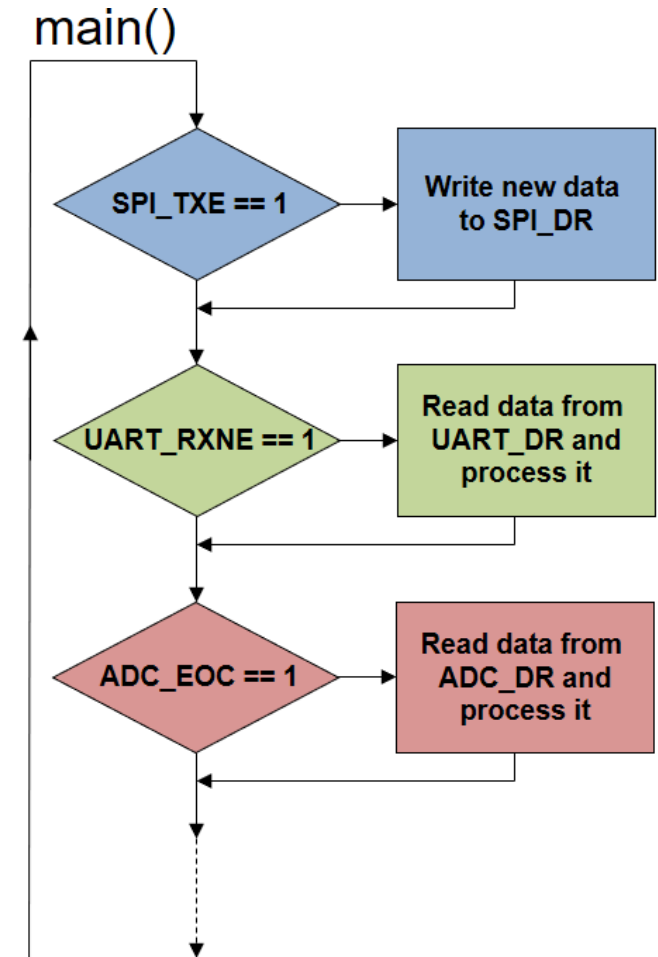 main()
SPI_TXE == 1
Write new data
to SPI_DR
UART_RXNE == 1
Read data from
UART_DR and
process it
ADC_EOC == 1
Read data from
ADC_DR and
process it